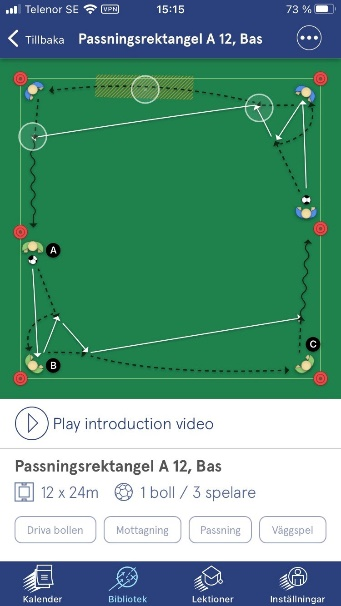 Telenor SE VPN 15:15 73 %
Tillbaka Passningsrektangel A 12, Bas
A
B
C
Play introduction video
Passningsrektangel A 12, Bas
12 x 24m 1 boll / 3 spelare
Driva bollen Mottagning Passning Väggspel
Kalender Bibliotek Lektioner Inställningar